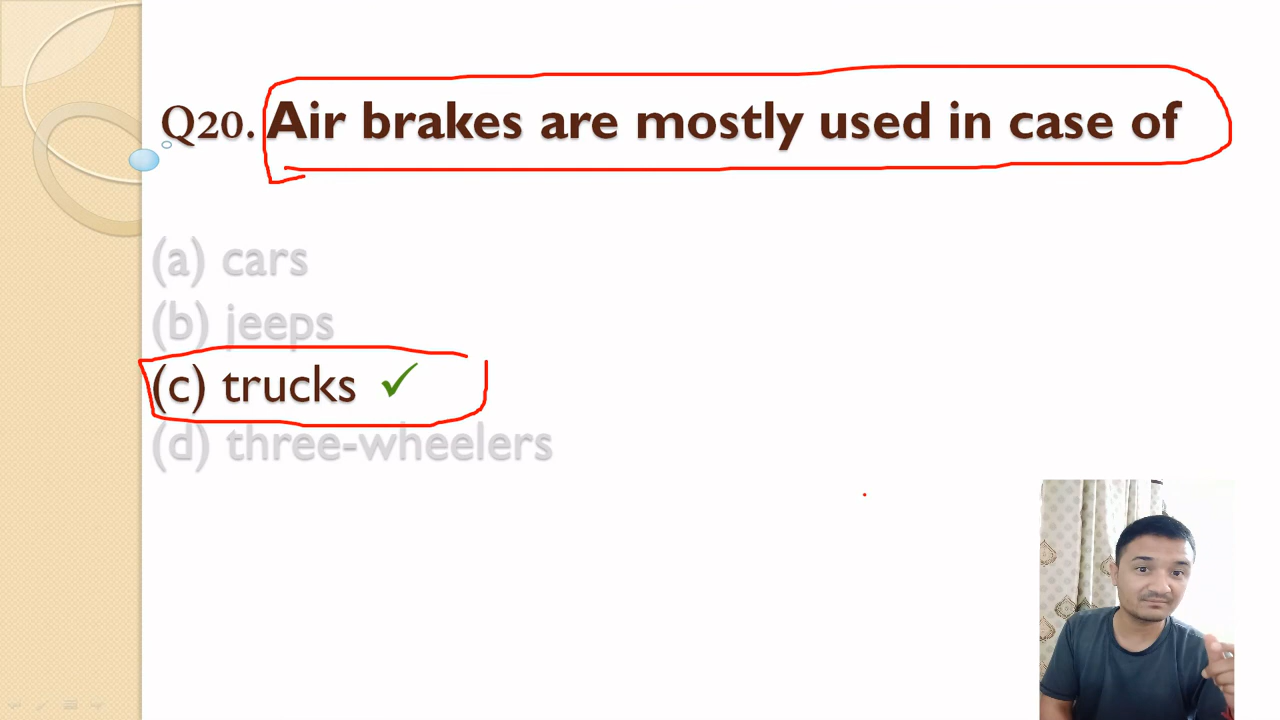 Q20. Air brakes are mostly used in case of
(a) cars
(b) jeeps
(c) trucks ✓
(d) three-wheelers